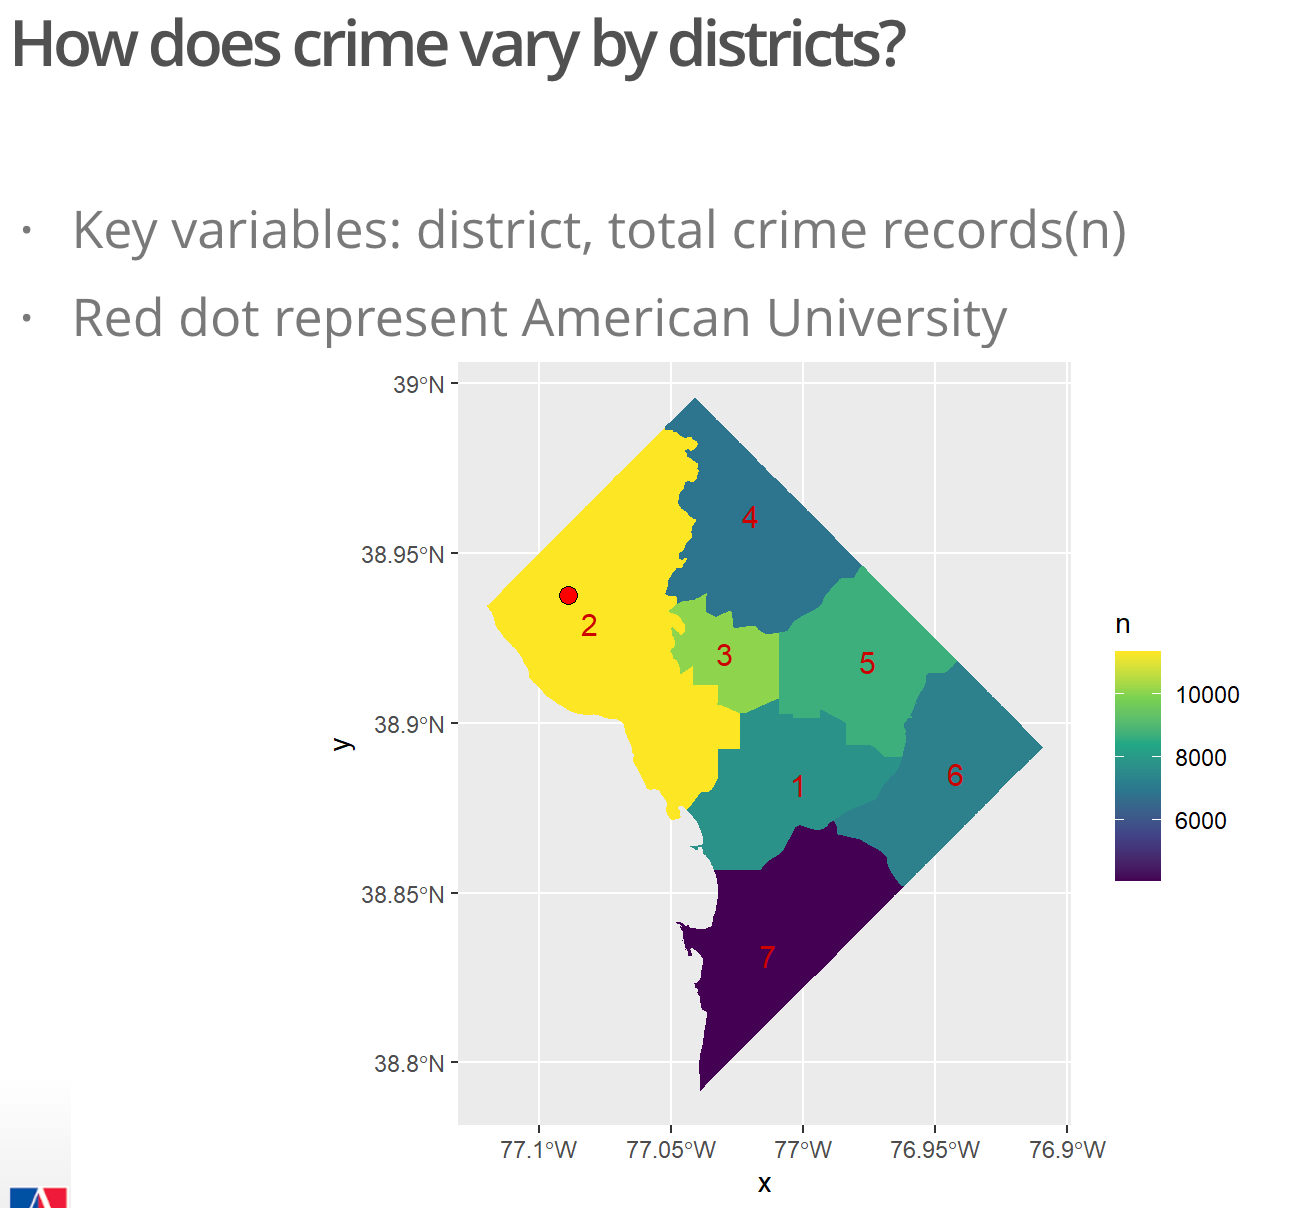 How does crime vary by districts?
· Key variables: district, total crime records(n)
· Red dot represent American University
39°N
38.95°N
38.9°N
38.85°N
38.8°N
y
4
2
3
5
1
6
7
77.1°W 77.05°W 77°W 76.95°W 76.9°W
x
n
10000
8000
6000